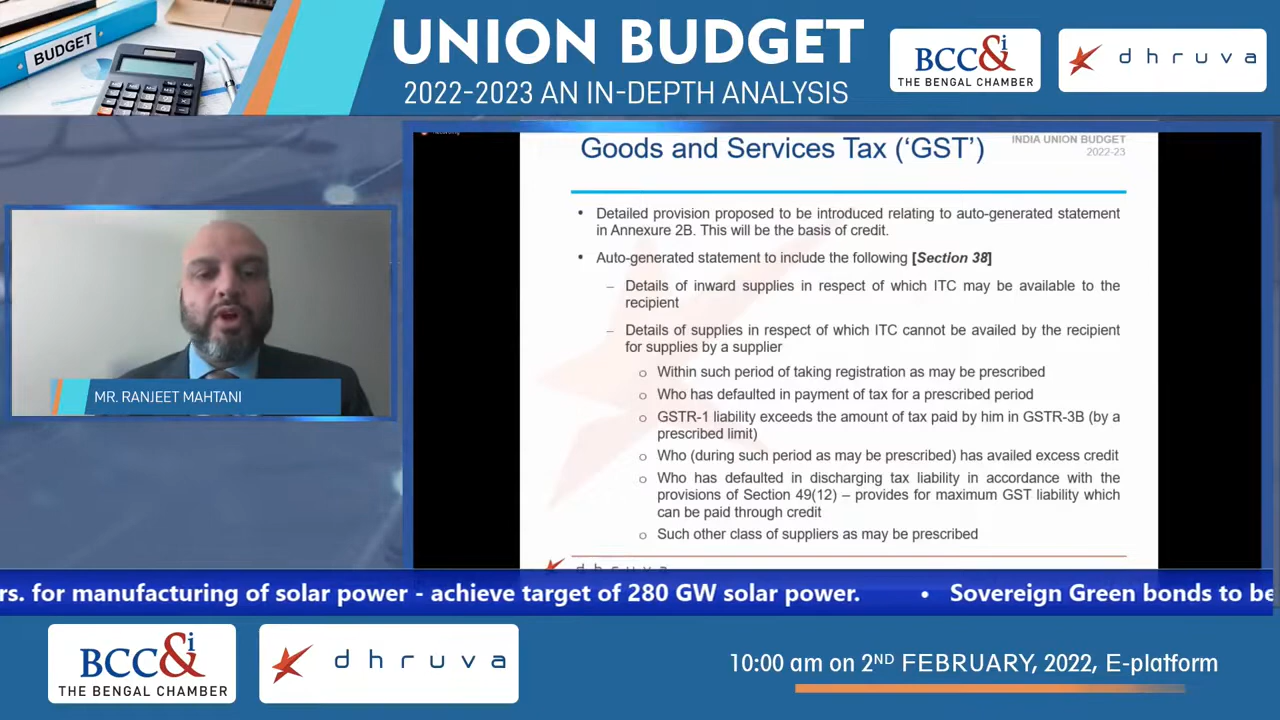 BUDGET
UNION BUDGET
2022-2023 AN IN-DEPTH ANALYSIS
BCC&i
THE BENGAL CHAMBER
dhruva
Goods and Services Tax ('GST')
INDIA UNION BUDGET
2022-23
• Detailed provision proposed to be introduced relating to auto-generated statement
in Annexure 2B. This will be the basis of credit.
• Auto-generated statement to include the following [Section 38]
– Details of inward supplies in respect of which ITC may be available to the
recipient
– Details of supplies in respect of which ITC cannot be availed by the recipient
for supplies by a supplier
o Within such period of taking registration as may be prescribed
o Who has defaulted in payment of tax for a prescribed period
o GSTR-1 liability exceeds the amount of tax paid by him in GSTR-3B (by a
prescribed limit)
o Who (during such period as may be prescribed) has availed excess credit
o Who has defaulted in discharging tax liability in accordance with the
provisions of Section 49(12) – provides for maximum GST liability which
can be paid through credit
o Such other class of suppliers as may be prescribed
dhruva
MR. RANJEET MAHTANI
rs. for manufacturing of solar power - achieve target of 280 GW solar power. • Sovereign Green bonds to be
BCC&i
THE BENGAL CHAMBER
dhruva
10:00 am on 2ND FEBRUARY, 2022, E-platform